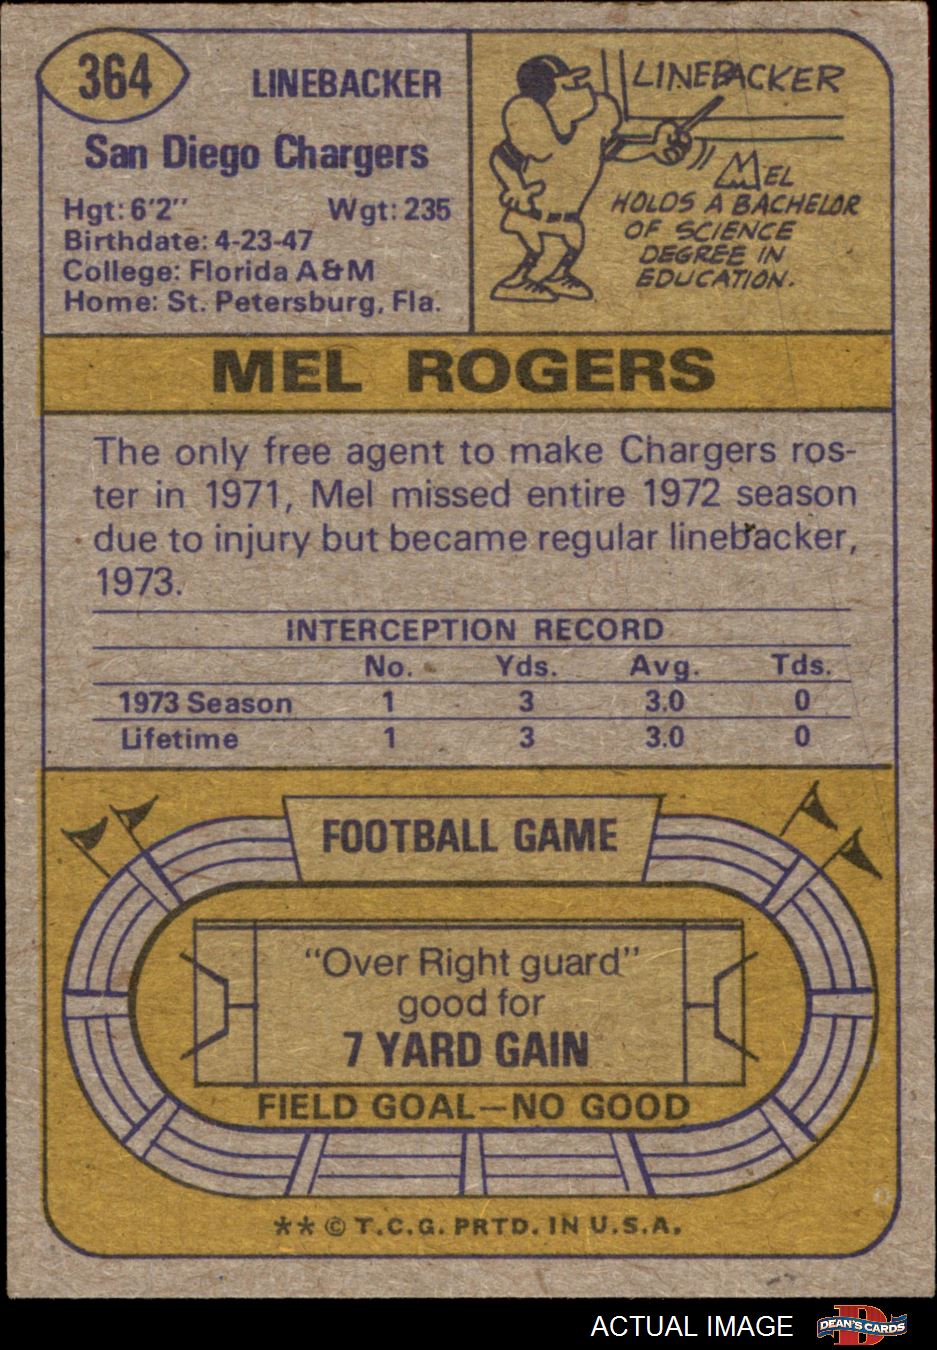 364
LINEBACKER
San Diego Chargers
Hgt: 6'2" Wgt: 235
Birthdate: 4-23-47
College: Florida A&M
Home: St. Petersburg, Fla.
LINEBACKER
MEL
HOLDS A BACHELOR
OF SCIENCE
DEGREE IN
EDUCATION.
MEL ROGERS
The only free agent to make Chargers ros-
ter in 1971, Mel missed entire 1972 season
due to injury but became regular linebacker,
1973.
INTERCEPTION RECORD
No. Yds. Avg. Tds.
1973 Season 1 3 3.0 0
Lifetime 1 3 3.0 0
FOOTBALL GAME
"Over Right guard"
good for
7 YARD GAIN
FIELD GOAL—NO GOOD
** © T.C.G. PRTD. IN U.S.A.
ACTUAL IMAGE
D
DEAN'S CARDS